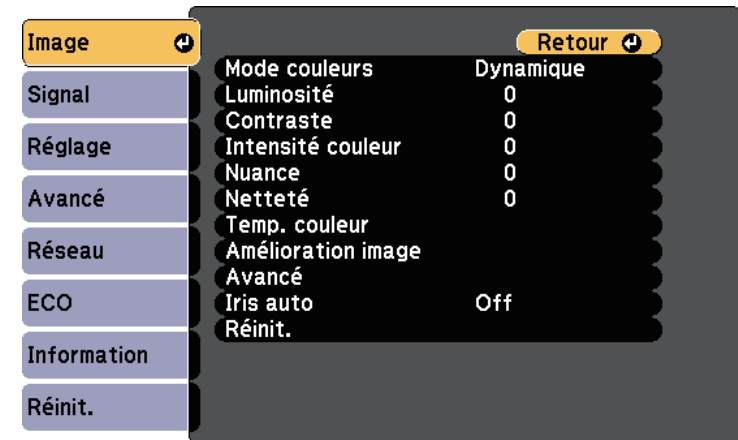 Image
Signal
Réglage
Avancé
Réseau
ECO
Information
Réinit.
Retour
Mode couleurs Dynamique
Luminosité 0
Contraste 0
Intensité couleur 0
Nuance 0
Netteté 0
Temp. couleur
Amélioration image
Avancé
Iris auto Off
Réinit.